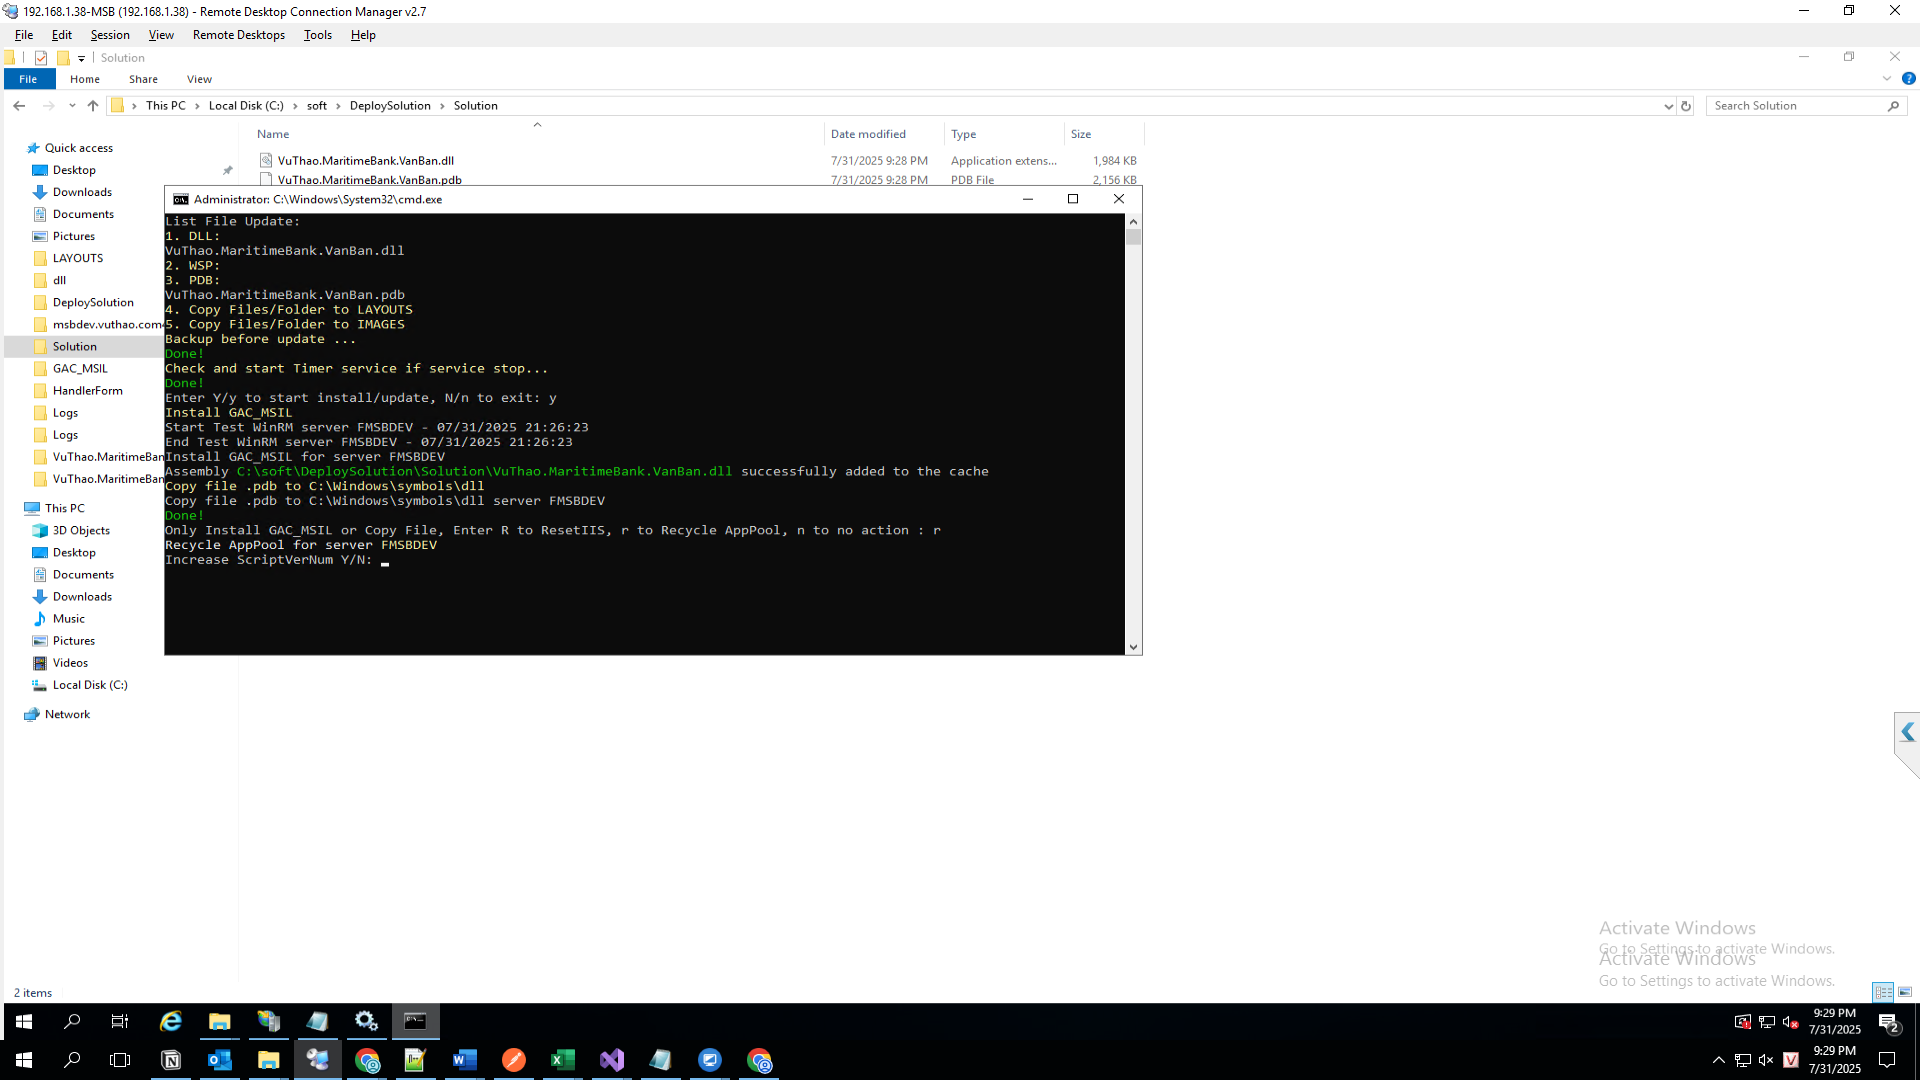 192.168.1.38-MSB (192.168.1.38) - Remote Desktop Connection Manager v2.7
File Edit Session View Remote Desktops Tools Help
Solution
File Home Share View
This PC Local Disk (C:) soft DeploySolution Solution Search Solution
Name Date modified Type Size
VuThao.MaritimeBank.VanBan.dll 7/31/2025 9:28 PM Application extens... 1,984 KB
VuThao.MaritimeBank.VanBan.pdb 7/31/2025 9:28 PM PDB File 2,156 KB
Quick access
Desktop
Downloads
Documents
Pictures
LAYOUTS
dll
DeploySolution
msbdev.vuthao.com
Solution
GAC_MSIL
HandlerForm
Logs
Logs
VuThao.MaritimeBan
VuThao.MaritimeBan
This PC
3D Objects
Desktop
Documents
Downloads
Music
Pictures
Videos
Local Disk (C:)
Network
Administrator: C:\Windows\System32\cmd.exe
List File Update:
1. DLL:
VuThao.MaritimeBank.VanBan.dll
2. WSP:
3. PDB:
VuThao.MaritimeBank.VanBan.pdb
4. Copy Files/Folder to LAYOUTS
5. Copy Files/Folder to IMAGES
Backup before update ...
Done!
Check and start Timer service if service stop...
Done!
Enter Y/y to start install/update, N/n to exit: y
Install GAC_MSIL
Start Test WinRM server FMSBDEV - 07/31/2025 21:26:23
End Test WinRM server FMSBDEV - 07/31/2025 21:26:23
Install GAC_MSIL for server FMSBDEV
Assembly C:\soft\DeploySolution\Solution\VuThao.MaritimeBank.VanBan.dll successfully added to the cache
Copy file .pdb to C:\Windows\symbols\dll
Copy file .pdb to C:\Windows\symbols\dll server FMSBDEV
Done!
Only Install GAC_MSIL or Copy File, Enter R to ResetIIS, r to Recycle AppPool, n to no action : r
Recycle AppPool for server FMSBDEV
Increase ScriptVerNum Y/N:
Activate Windows
Go to Settings to activate Windows.
Activate Windows
Go to Settings to activate Windows.
2 items
9:29 PM
7/31/2025
2
9:29 PM
7/31/2025